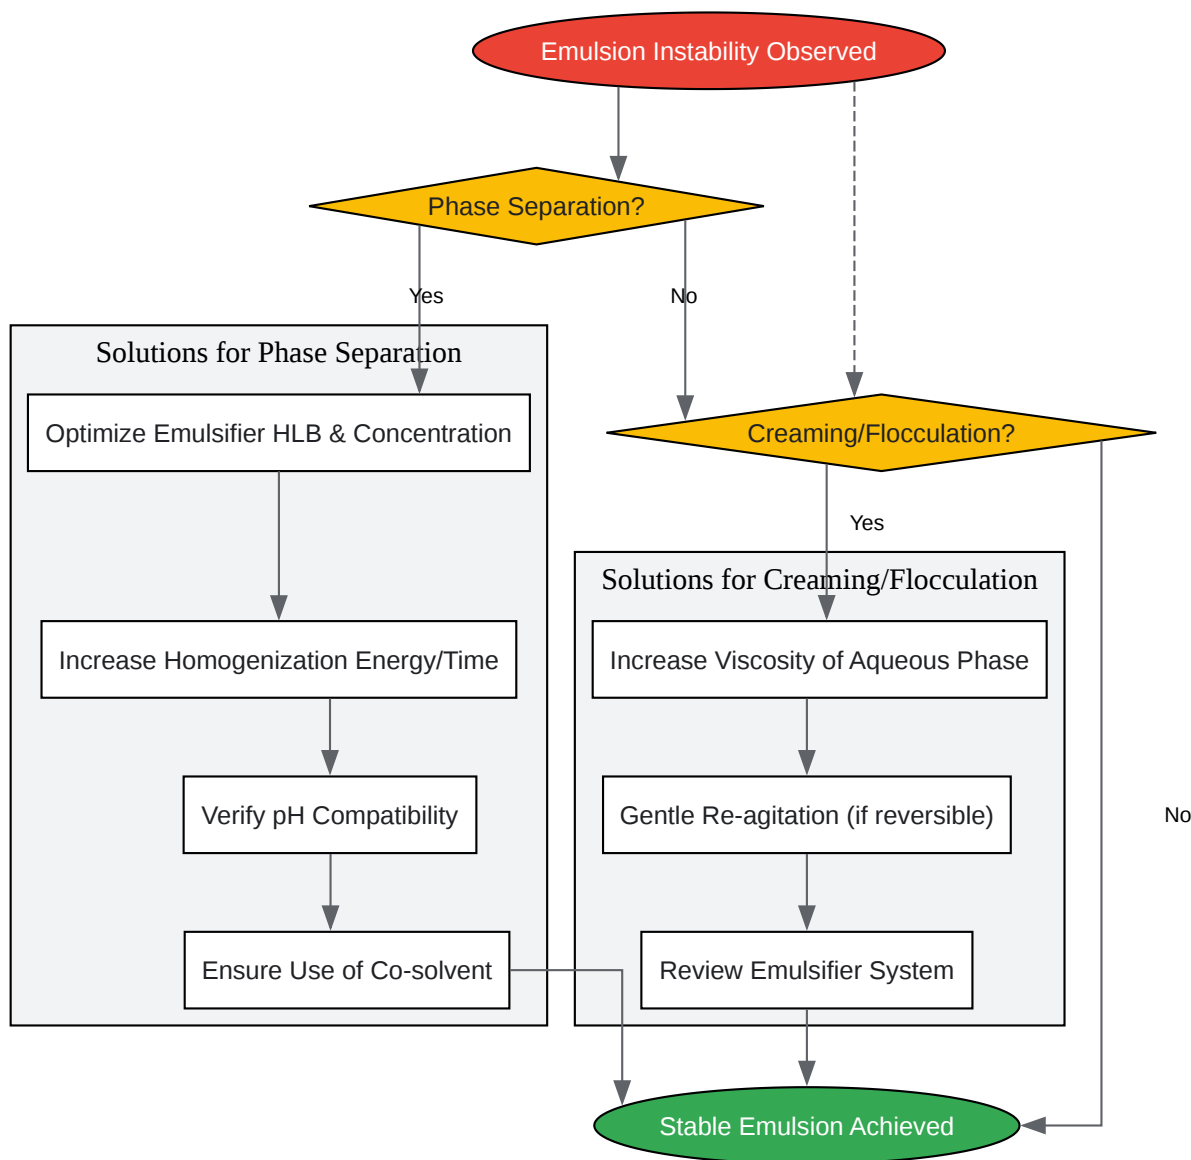 Emulsion Instability Observed
Phase Separation?
Yes
No
Solutions for Phase Separation
Optimize Emulsifier HLB & Concentration
Creaming/Flocculation?
Yes
Solutions for Creaming/Flocculation
Increase Homogenization Energy/Time
Increase Viscosity of Aqueous Phase
Verify pH Compatibility
Gentle Re-agitation (if reversible)
No
Ensure Use of Co-solvent
Review Emulsifier System
Stable Emulsion Achieved